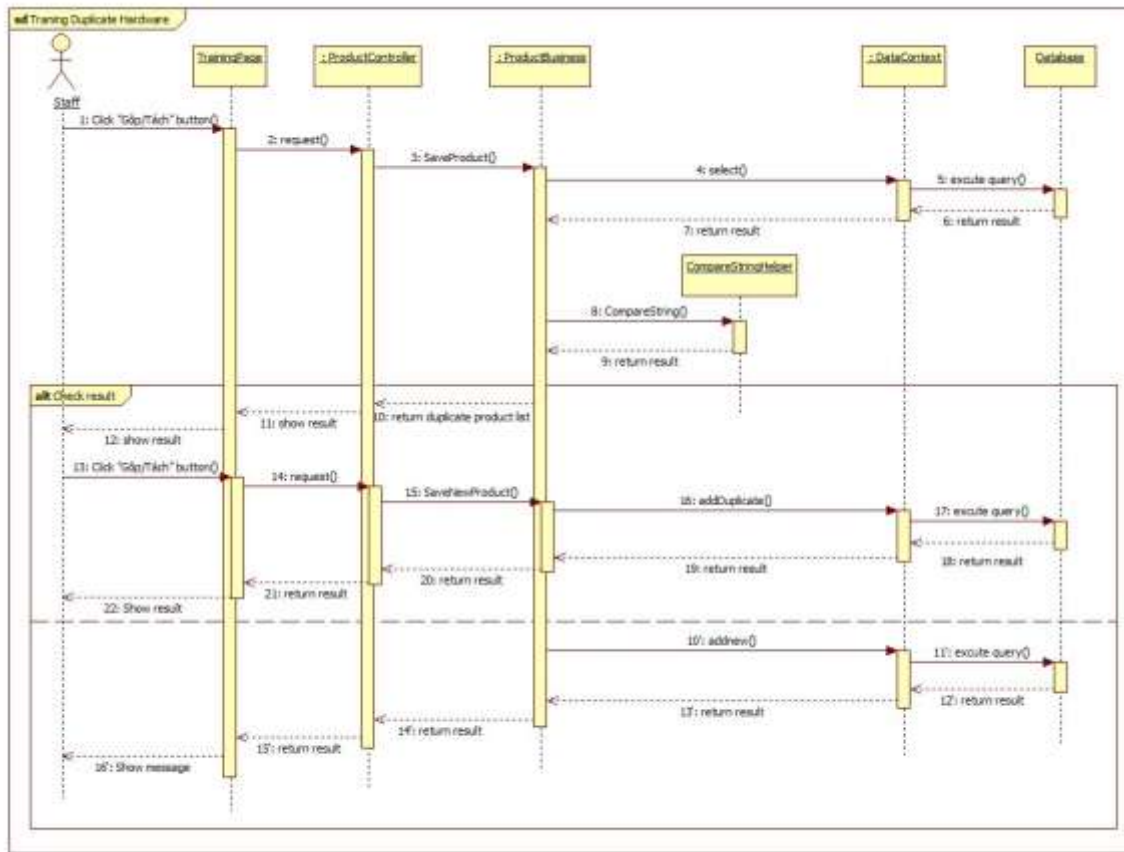 sd Traning Duplicate Hardware
Staff
TrainingPage
: ProductController
: ProductBusiness
: DataContext
Database
1: Click "Gộp/Tách" button()
2: request()
3: SaveProduct()
4: select()
5: excute query()
6: return result
7: return result
CompareStringHelper
8: CompareString()
9: return result
alt Check result
10: return duplicate product list
11: show result
12: show result
13: Click "Gộp/Tách" button()
14: request()
15: SaveNewProduct()
16: addDuplicate()
17: excute query()
18: return result
19: return result
20: return result
21: return result
22: Show result
10': addnew()
11': excute query()
12': return result
13': return result
14': return result
15': return result
16': Show message